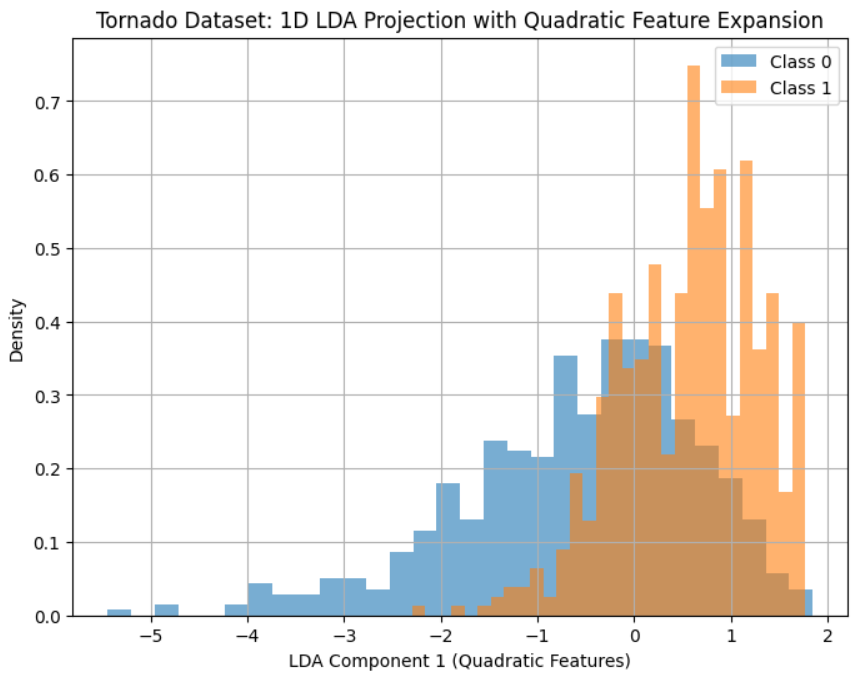 Tornado Dataset: 1D LDA Projection with Quadratic Feature Expansion
Class 0
Class 1
0.7
0.6
0.5
0.4
0.3
0.2
0.1
0.0
Density
−5 −4 −3 −2 −1 0 1 2
LDA Component 1 (Quadratic Features)